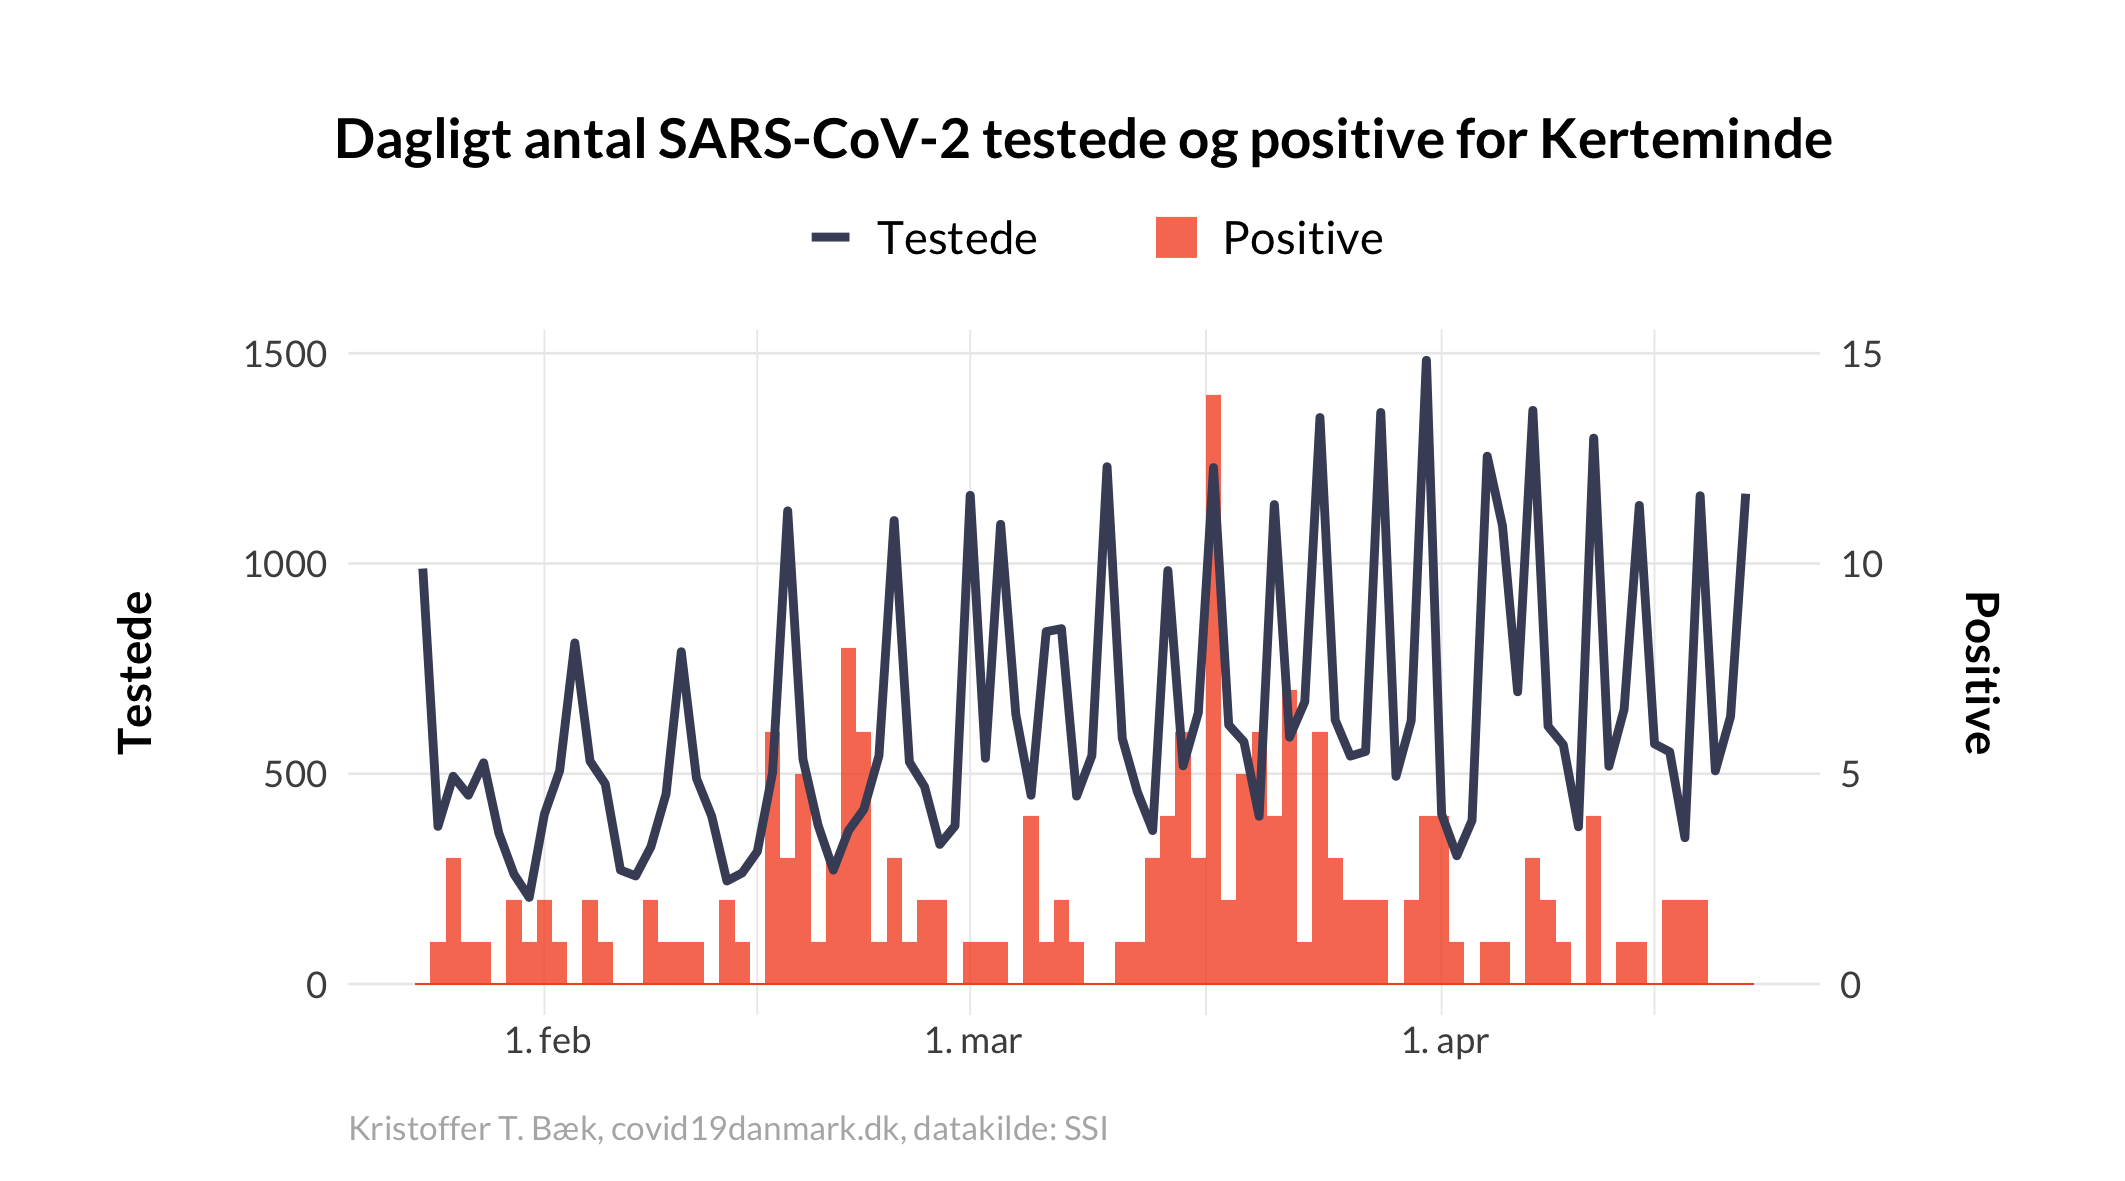 Dagligt antal SARS-CoV-2 testede og positive for Kerteminde
Testede Positive
1500 15
1000 10
500 5
0 0
Testede
Positive
1. feb 1. mar 1. apr
Kristoffer T. Bæk, covid19danmark.dk, datakilde: SSI